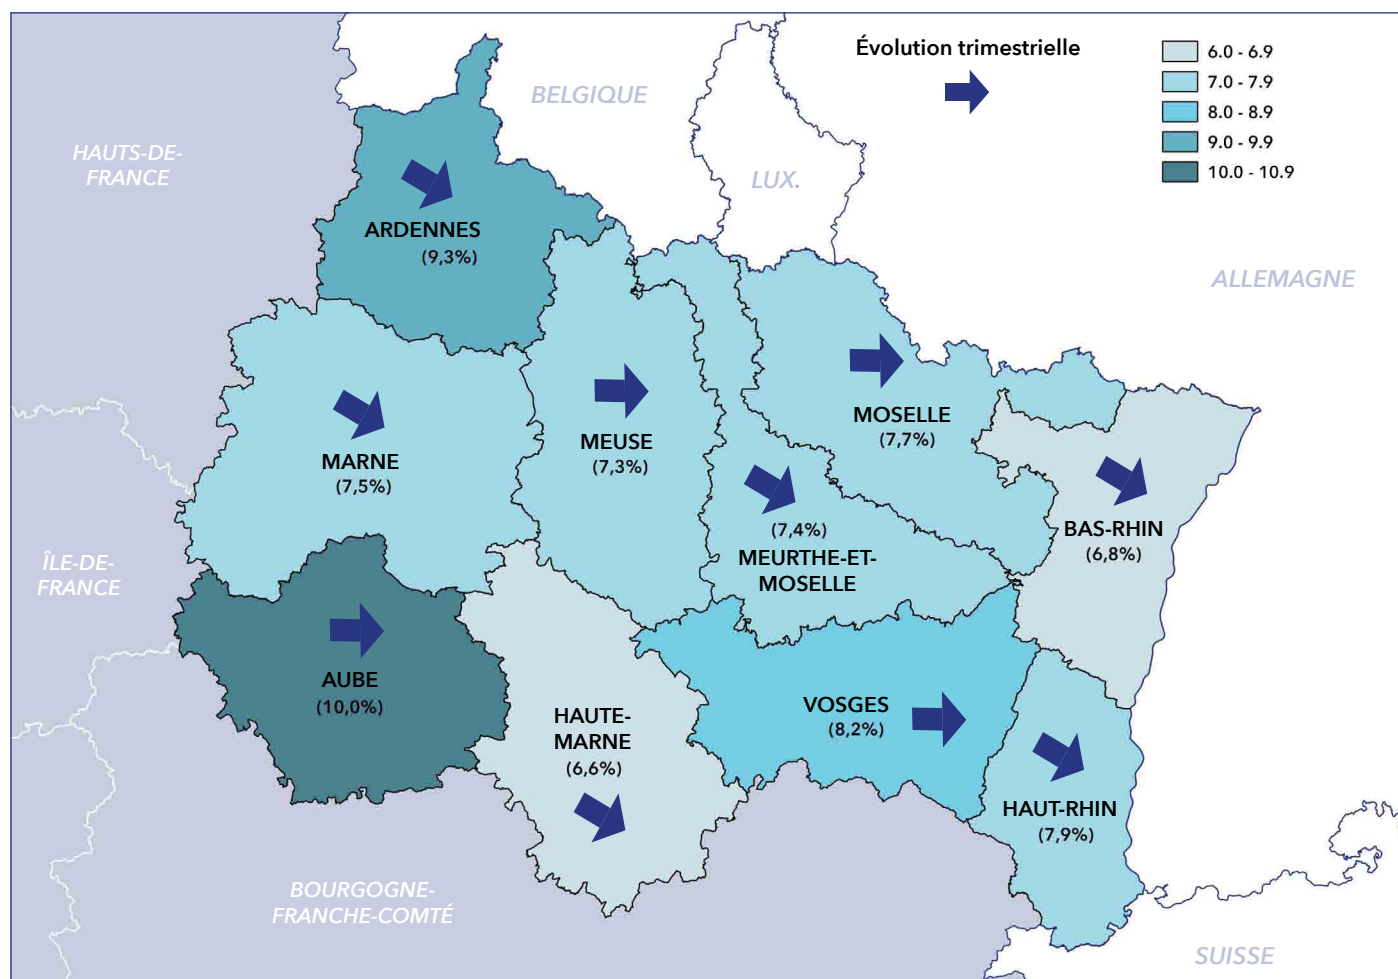 Évolution trimestrielle
6.0 - 6.9
7.0 - 7.9
8.0 - 8.9
9.0 - 9.9
10.0 - 10.9
BELGIQUE
HAUTS-DE-
FRANCE
LUX.
ALLEMAGNE
ARDENNES
(9,3%)
MARNE
(7,5%)
MEUSE
(7,3%)
MOSELLE
(7,7%)
(7,4%)
MEURTHE-ET-
MOSELLE
BAS-RHIN
(6,8%)
ÎLE-DE-
FRANCE
AUBE
(10,0%)
HAUTE-
MARNE
(6,6%)
VOSGES
(8,2%)
HAUT-RHIN
(7,9%)
BOURGOGNE-
FRANCHE-COMTÉ
SUISSE